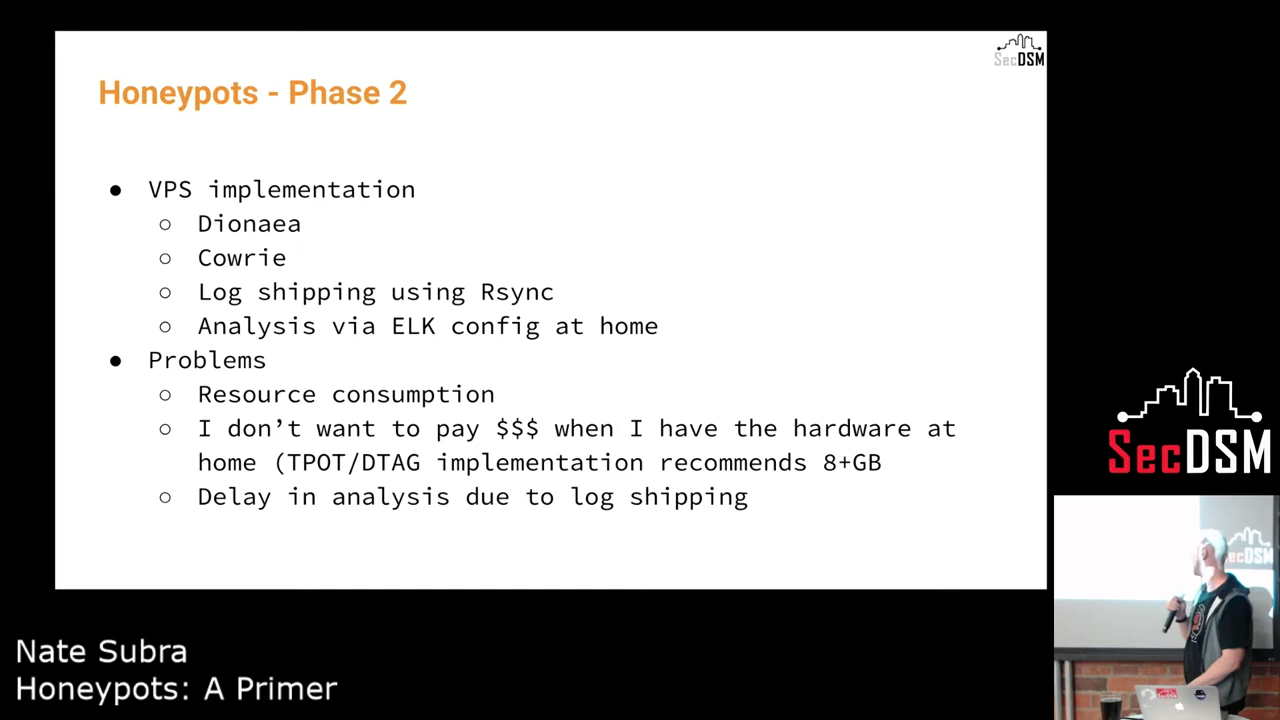 SecDSM
Honeypots - Phase 2
● VPS implementation
○ Dionaea
○ Cowrie
○ Log shipping using Rsync
○ Analysis via ELK config at home
● Problems
○ Resource consumption
○ I don’t want to pay $$$ when I have the hardware at
home (TPOT/DTAG implementation recommends 8+GB
○ Delay in analysis due to log shipping
SecDSM
SecDSM
Nate Subra
Honeypots: A Primer